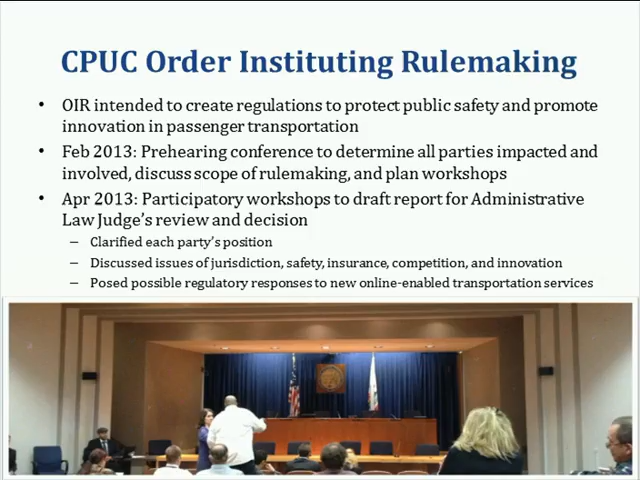 CPUC Order Instituting Rulemaking
• OIR intended to create regulations to protect public safety and promote
innovation in passenger transportation
• Feb 2013: Prehearing conference to determine all parties impacted and
involved, discuss scope of rulemaking, and plan workshops
• Apr 2013: Participatory workshops to draft report for Administrative
Law Judge's review and decision
– Clarified each party's position
– Discussed issues of jurisdiction, safety, insurance, competition, and innovation
– Posed possible regulatory responses to new online-enabled transportation services